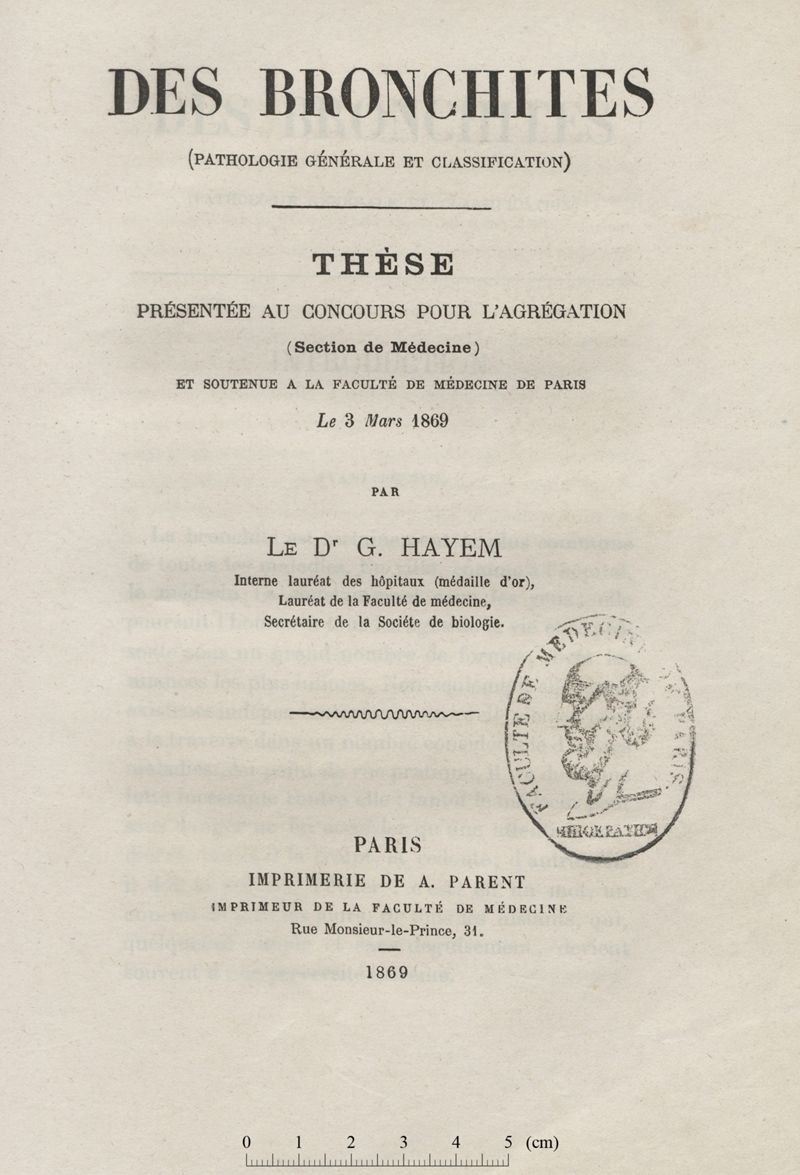 DES BRONCHITES
(PATHOLOGIE GÉNÉRALE ET CLASSIFICATION)
THÈSE
PRÉSENTÉE AU CONCOURS POUR L'AGRÉGATION
(Section de Médecine)
ET SOUTENUE A LA FACULTÉ DE MÉDECINE DE PARIS
Le 3 Mars 1869
PAR
LE Dr G. HAYEM
Interne lauréat des hôpitaux (médaille d'or),
Lauréat de la Faculté de médecine,
Secrétaire de la Sociéte de biologie.
FACULTE DE MEDECINE PARIS
PARIS
IMPRIMERIE DE A. PARENT
IMPRIMEUR DE LA FACULTÉ DE MÉDECINE
Rue Monsieur-le-Prince, 31.
1869
0 1 2 3 4 5 (cm)